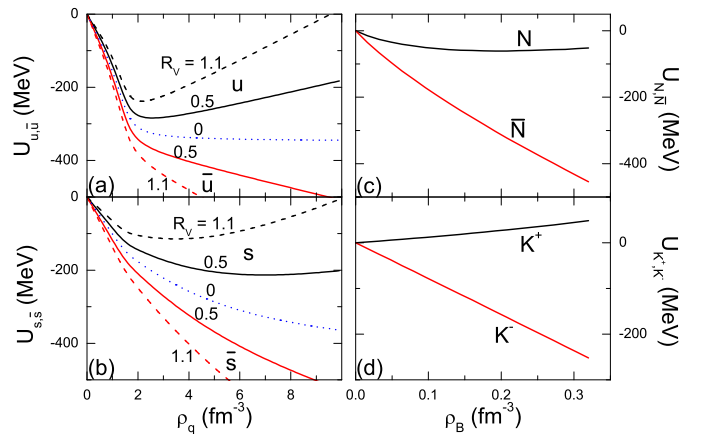 0
-200
-400
0
U_{u,ū} (MeV)
R_V = 1.1
u
0.5
0
0.5
1.1
ū
(a)
-200
-400
U_{s,s̄} (MeV)
R_V = 1.1
s
0.5
0
0.5
1.1
s̄
(b)
0 2 4 6 8
ρ_q (fm⁻³)
N
N̄
(c)
0
-200
-400
U_{N,N̄} (MeV)
K⁺
K⁻
(d)
0
-200
U_{K⁺,K⁻} (MeV)
0.0 0.1 0.2 0.3
ρ_B (fm⁻³)